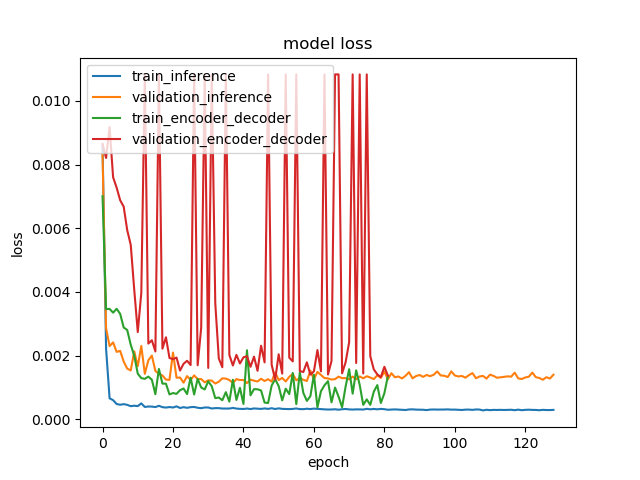 model loss
train_inference
validation_inference
train_encoder_decoder
validation_encoder_decoder
loss
0.010
0.008
0.006
0.004
0.002
0.000
0 20 40 60 80 100 120
epoch